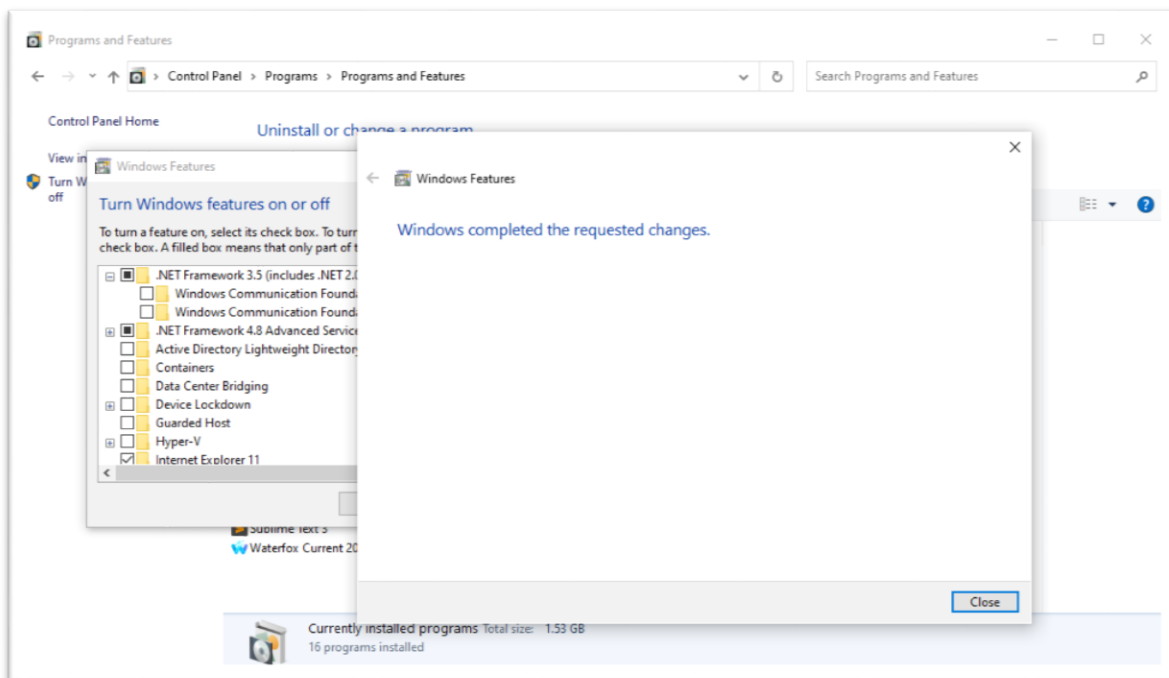 Programs and Features
Control Panel > Programs > Programs and Features
Search Programs and Features
Control Panel Home
Uninstall or change a program
View in
Turn W
off
Windows Features
Turn Windows features on or off
To turn a feature on, select its check box. To turn
check box. A filled box means that only part of t
.NET Framework 3.5 (includes .NET 2.0
Windows Communication Founda
Windows Communication Founda
.NET Framework 4.8 Advanced Service
Active Directory Lightweight Director
Containers
Data Center Bridging
Device Lockdown
Guarded Host
Hyper-V
Internet Explorer 11
Windows Features
Windows completed the requested changes.
Close
Sublime Text 3
Waterfox Current 20
Currently installed programs Total size: 1.53 GB
16 programs installed